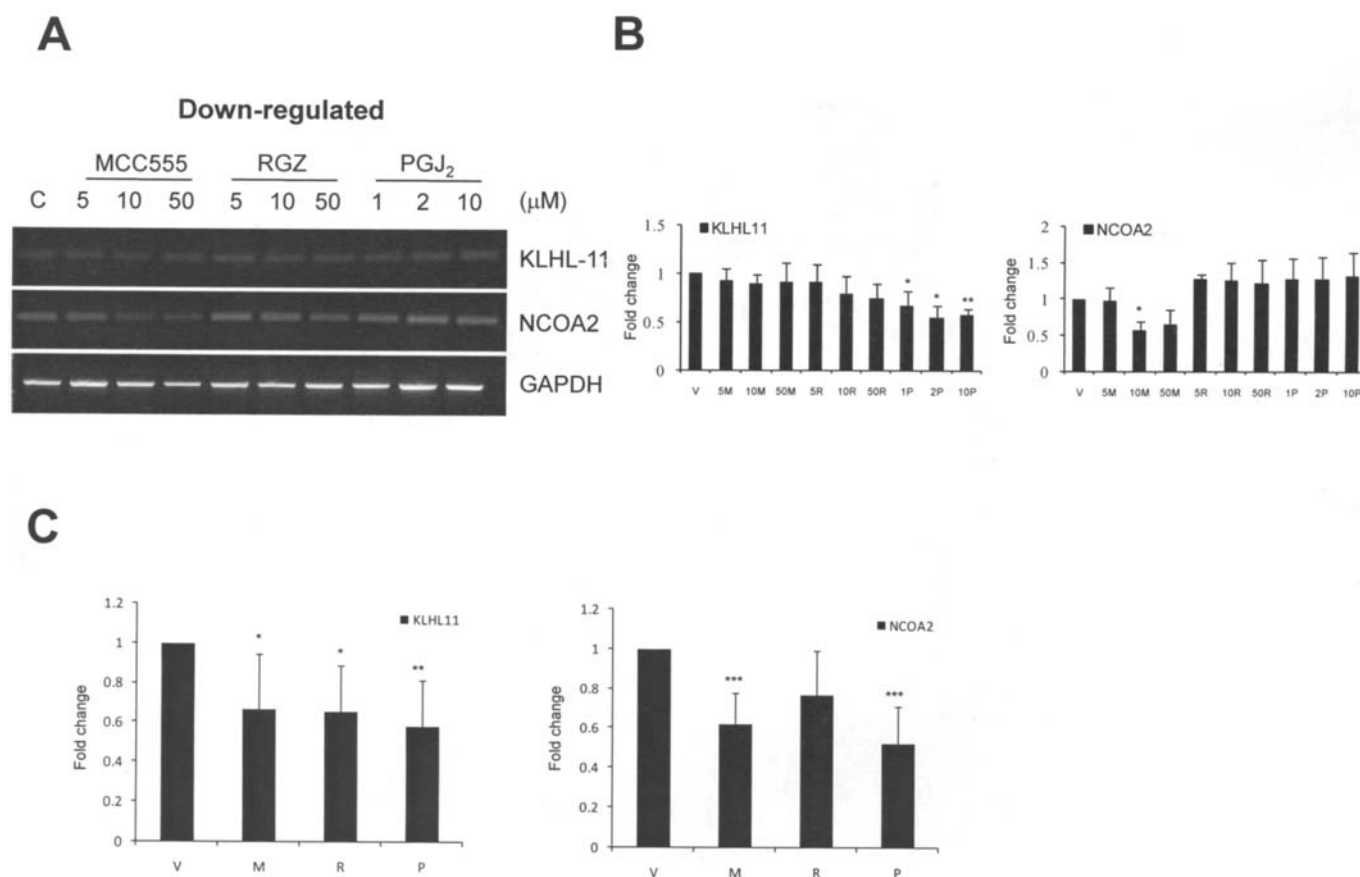 A
Down-regulated
MCC555 RGZ PGJ₂
C 5 10 50 5 10 50 1 2 10 (μM)
KLHL-11
NCOA2
GAPDH
B
KLHL11
Fold change
1.5
1
0.5
0
* * **
V 5M 10M 50M 5R 10R 50R 1P 2P 10P
NCOA2
Fold change
2
1.5
1
0.5
0
*
V 5M 10M 50M 5R 10R 50R 1P 2P 10P
C
KLHL11
Fold change
1.2
1
0.8
0.6
0.4
0.2
0
* * **
V M R P
NCOA2
Fold change
1.2
1
0.8
0.6
0.4
0.2
0
*** ***
V M R P